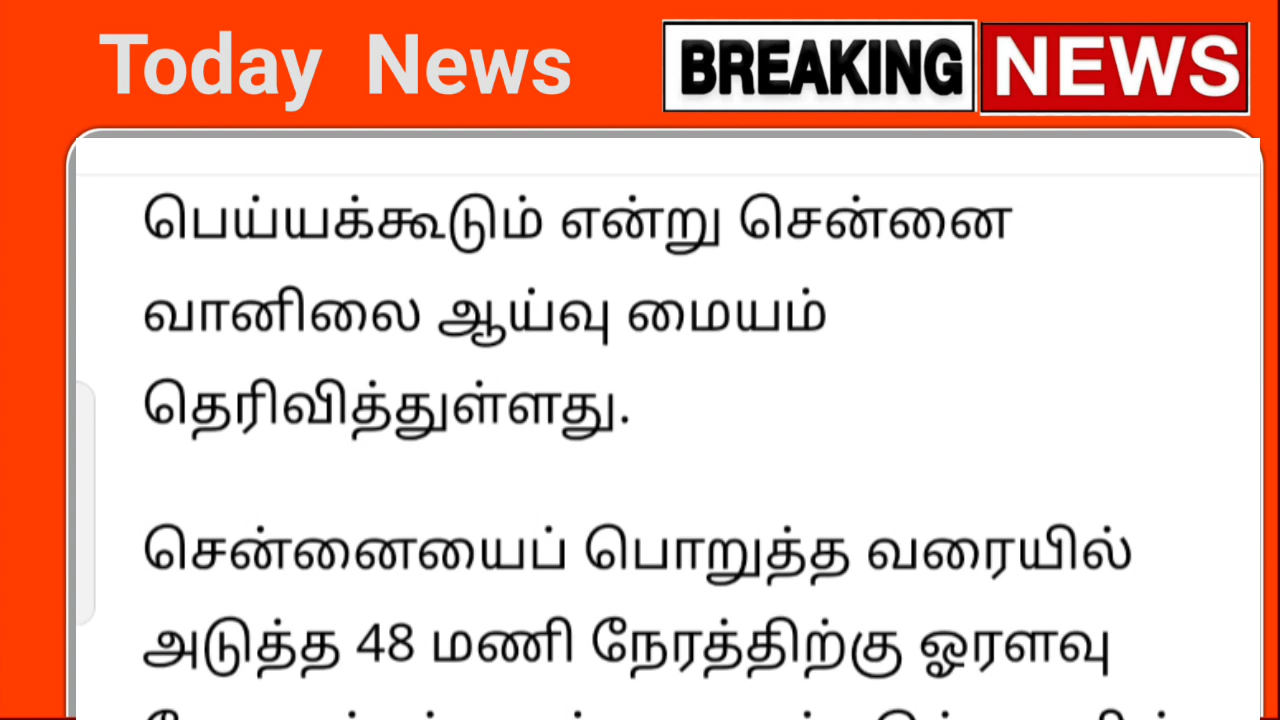 Today News
BREAKING NEWS
பெய்யக்கூடும் என்று சென்னை
வானிலை ஆய்வு மையம்
தெரிவித்துள்ளது.
சென்னையைப் பொறுத்த வரையில்
அடுத்த 48 மணி நேரத்திற்கு ஓரளவு